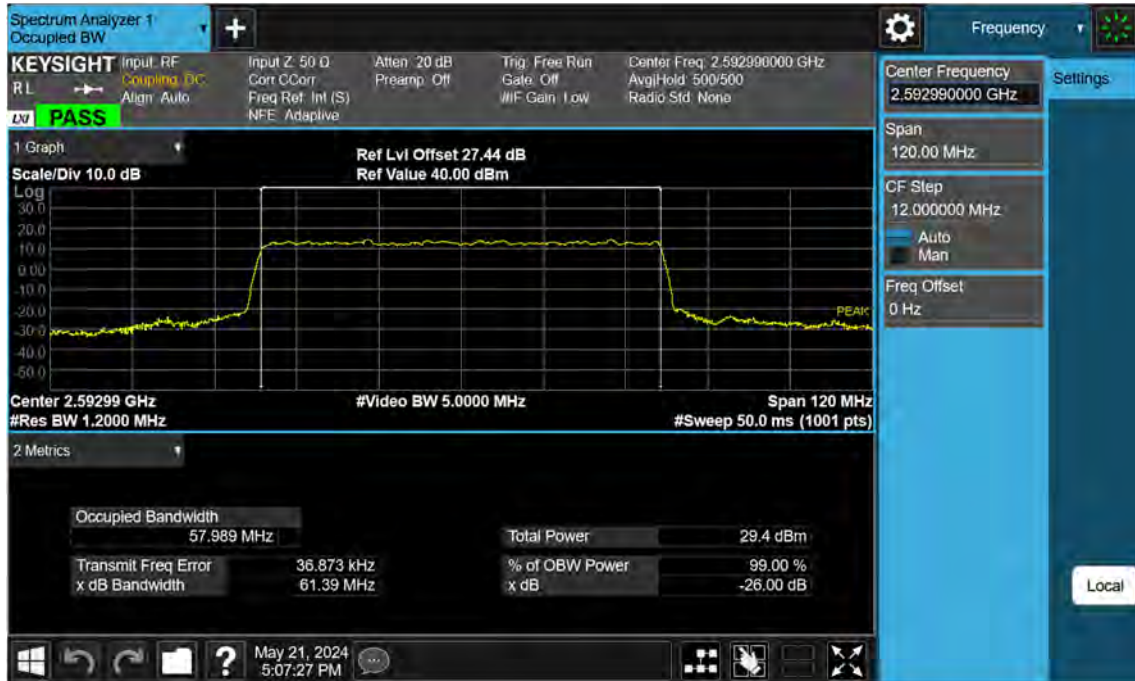 Spectrum Analyzer 1
Occupied BW
+
Frequency
KEYSIGHT Input: RF Input Z: 50 Ω Atten: 20 dB Trig: Free Run Center Freq: 2.592990000 GHz
R L Coupling: DC Corr CCorr Preamp: Off Gate: Off Avg|Hold: 500/500
Align: Auto Freq Ref: Int (S) #IF Gain: Low Radio Std: None
LXI PASS NFE: Adaptive
Center Frequency
2.592990000 GHz
Settings
Span
120.00 MHz
CF Step
12.000000 MHz
Auto
Man
Freq Offset
0 Hz
1 Graph
Ref Lvl Offset 27.44 dB
Scale/Div 10.0 dB Ref Value 40.00 dBm
Log
30.0
20.0
10.0
0.00
-10.0
-20.0
PEAK
-30.0
-40.0
-50.0
Center 2.59299 GHz #Video BW 5.0000 MHz Span 120 MHz
#Res BW 1.2000 MHz #Sweep 50.0 ms (1001 pts)
2 Metrics
Occupied Bandwidth
57.989 MHz Total Power 29.4 dBm
Transmit Freq Error 36.873 kHz % of OBW Power 99.00 %
x dB Bandwidth 61.39 MHz x dB -26.00 dB
Local
? May 21, 2024
5:07:27 PM